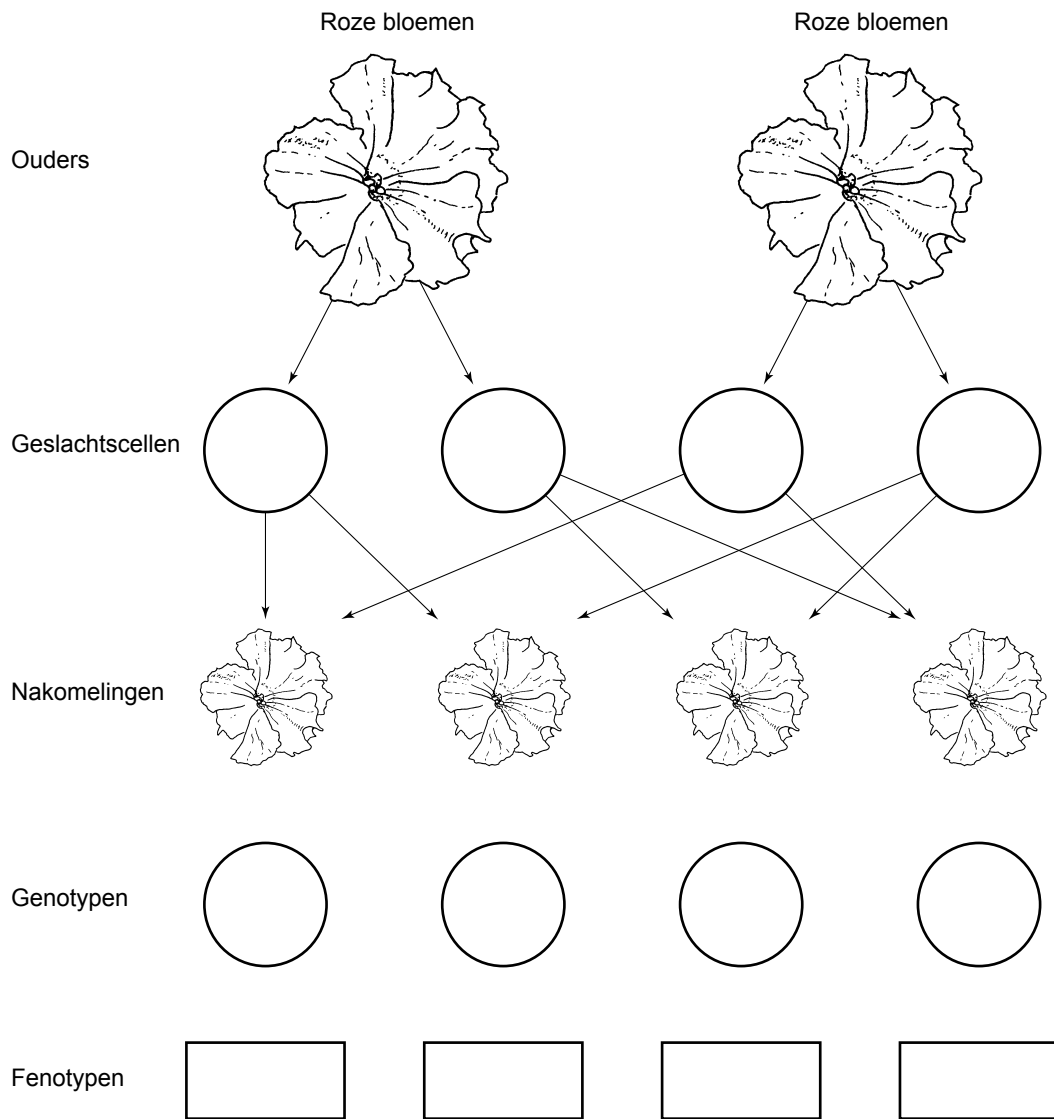 Roze bloemen Roze bloemen
Ouders
Geslachtscellen
Nakomelingen
Genotypen
Fenotypen